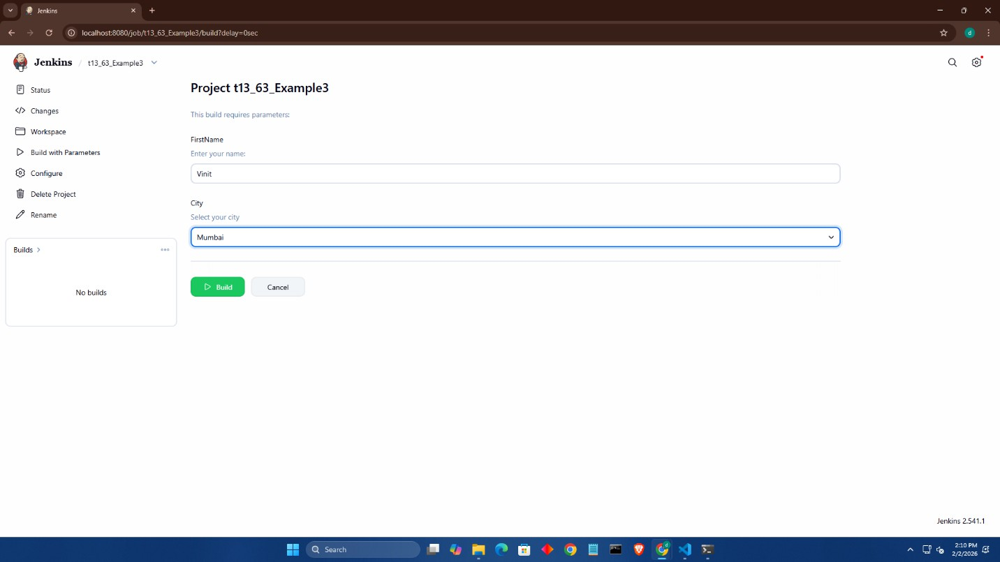 Jenkins
localhost:8080/job/t13_63_Example3/build?delay=0sec
d
Jenkins / t13_63_Example3
Status
Changes
Workspace
Build with Parameters
Configure
Delete Project
Rename
Builds
No builds
Project t13_63_Example3
This build requires parameters:
FirstName
Enter your name:
Vinit
City
Select your city
Mumbai
Build
Cancel
Jenkins 2.541.1
Search
d
2:10 PM
2/2/2026